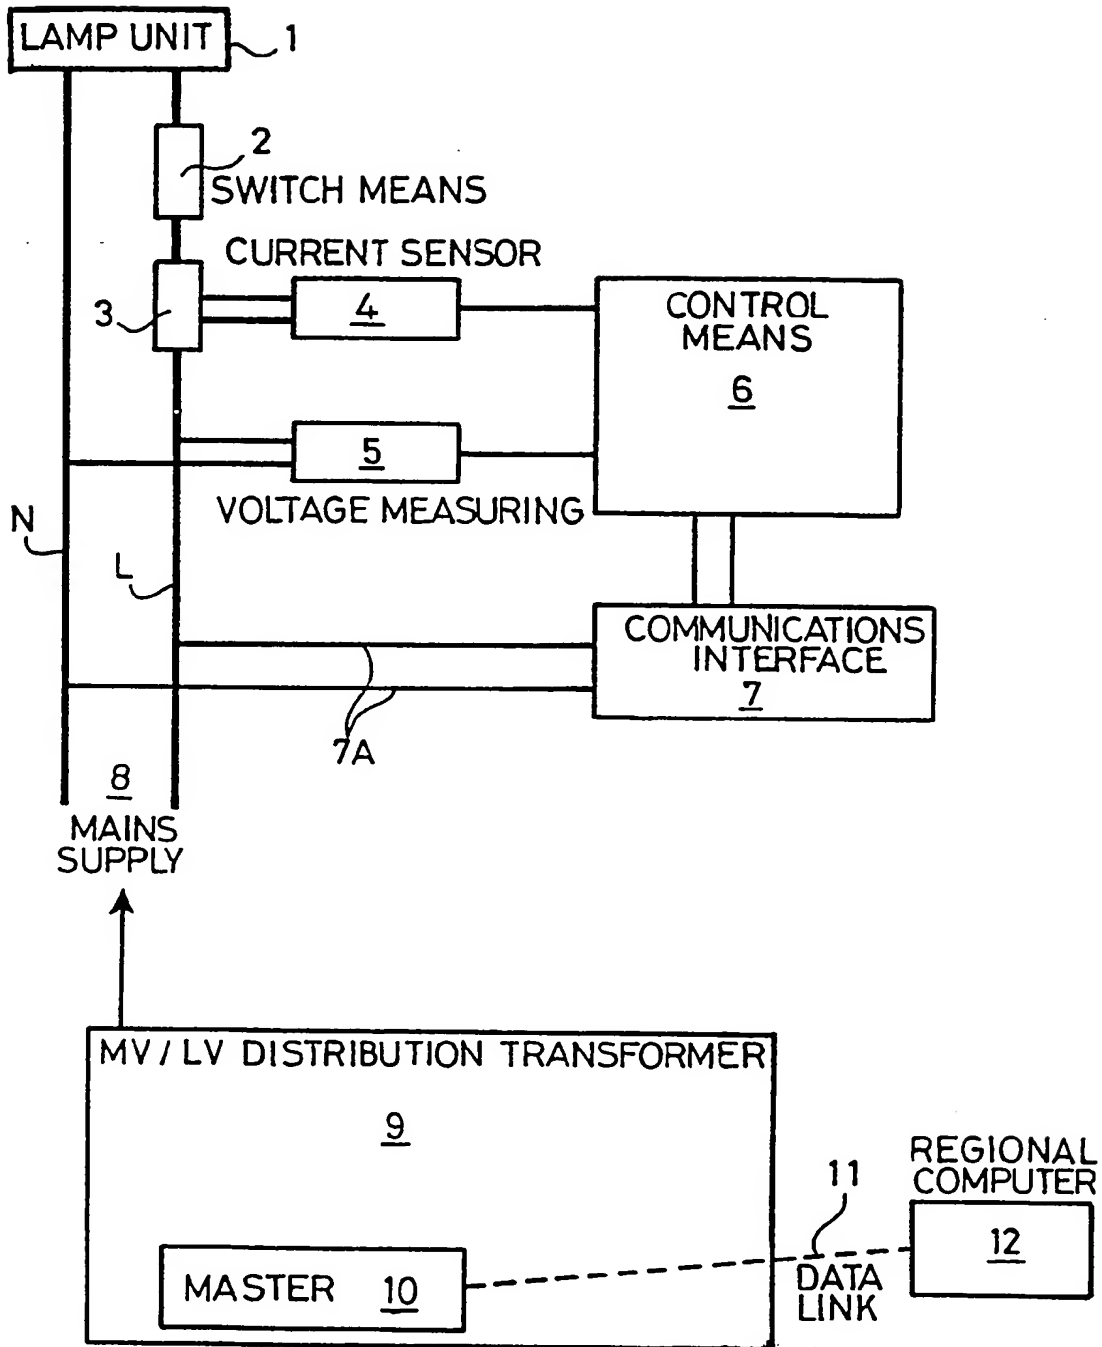 LAMP UNIT
1
2
SWITCH MEANS
CURRENT SENSOR
3
4
CONTROL
MEANS
6
5
VOLTAGE MEASURING
N
L
COMMUNICATIONS
INTERFACE
7
7A
8
MAINS
SUPPLY
MV / LV DISTRIBUTION TRANSFORMER
9
REGIONAL
COMPUTER
11
12
MASTER 10
DATA
LINK